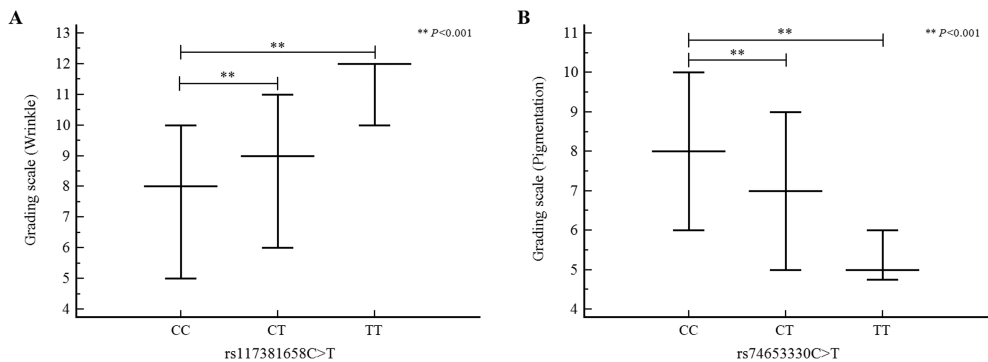 A
** P<0.001
**
**
Grading scale (Wrinkle)
13
12
11
10
9
8
7
6
5
4
CC
CT
TT
rs117381658C>T
B
** P<0.001
**
**
Grading scale (Pigmentation)
11
10
9
8
7
6
5
4
CC
CT
TT
rs74653330C>T